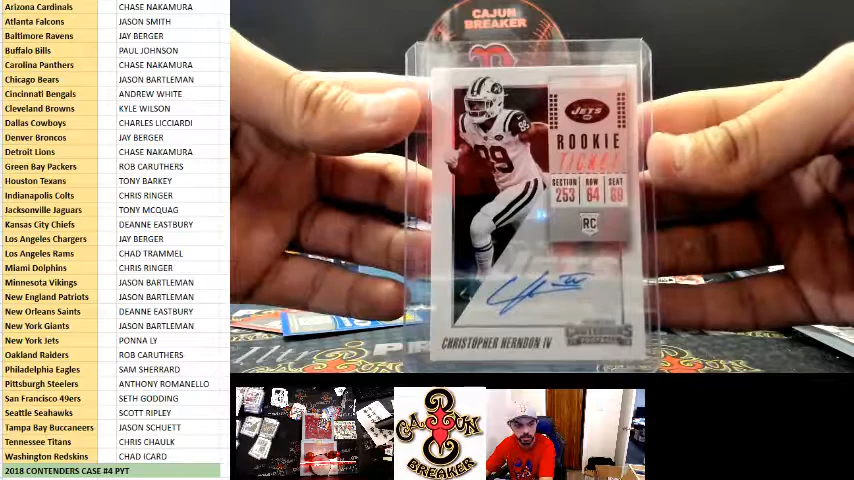 Arizona Cardinals CHASE NAKAMURA
Atlanta Falcons JASON SMITH
Baltimore Ravens JAY BERGER
Buffalo Bills PAUL JOHNSON
Carolina Panthers CHASE NAKAMURA
Chicago Bears JASON BARTLEMAN
Cincinnati Bengals ANDREW WHITE
Cleveland Browns KYLE WILSON
Dallas Cowboys CHARLES LICCIARDI
Denver Broncos JAY BERGER
Detroit Lions CHASE NAKAMURA
Green Bay Packers ROB CARUTHERS
Houston Texans TONY BARKEY
Indianapolis Colts CHRIS RINGER
Jacksonville Jaguars TONY MCQUAG
Kansas City Chiefs DEANNE EASTBURY
Los Angeles Chargers JAY BERGER
Los Angeles Rams CHAD TRAMMEL
Miami Dolphins CHRIS RINGER
Minnesota Vikings JASON BARTEMAN
New England Patriots JASON BARTLEMAN
New Orleans Saints DEANNE EASTBURY
New York Giants JASON BARTLEMAN
New York Jets PONNA LY
Oakland Raiders ROB CARUTHERS
Philadelphia Eagles SAM SHERRARD
Pittsburgh Steelers ANTHONY ROMANELLO
San Francisco 49ers SETH GODDING
Seattle Seahawks SCOTT RIPLEY
Tampa Bay Buccaneers JASON SCHUETT
Tennessee Titans CHRIS CHAULK
Washington Redskins CHAD ICARD
2018 CONTENDERS CASE #4 PYT
CAJUN
BREAKER
JETS
ROOKIE
TICKET
SECTION ROW SEAT
253 64 69
RC
89
CHRISTOPHER HERNDON IV
CONTENDERS
FOOTBALL
CAJUN
BREAKER